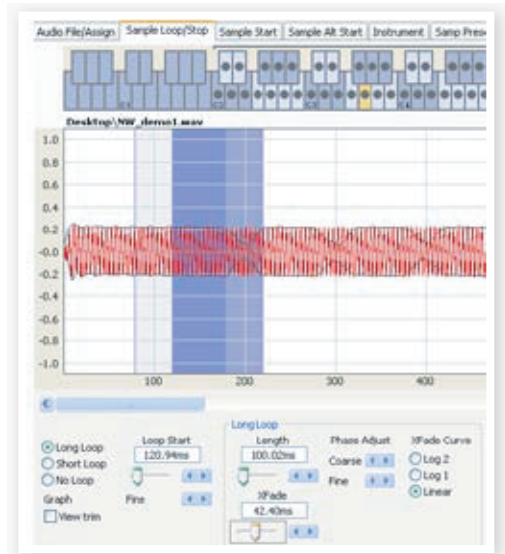 Audio File/Assign Sample Loop/Stop Sample Start Sample Alt Start Instrument Samp Pres
C1 C2 C3 C4
Desktop\NW_demo1.wav
1.0
0.8
0.6
0.4
0.2
-0.0
-0.2
-0.4
-0.6
-0.8
-1.0
100 200 300 400
Long Loop
Short Loop
No Loop
Graph
View trim
Loop Start
120.94ms
Fine
Long Loop
Length
100.02ms
XFade
42.40ms
Phase Adjust
Coarse
Fine
XFade Curve
Log 2
Log 1
Linear